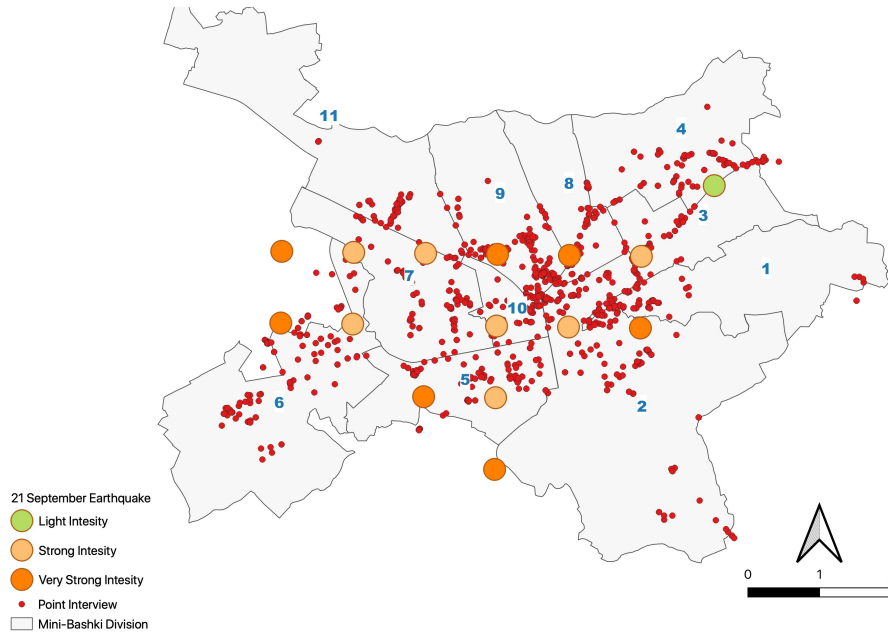 11
4
9
8
3
1
7
10
5
6
2
21 September Earthquake
Light Intesity
Strong Intesity
Very Strong Intesity
Point Interview
Mini-Bashki Division
0 1